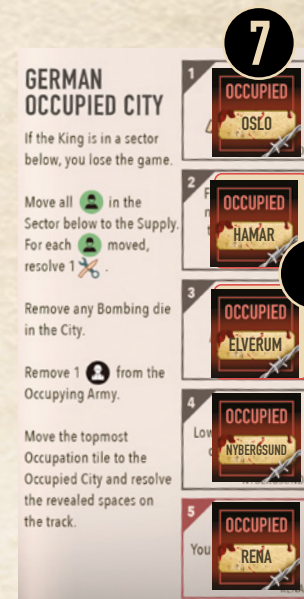 7
GERMAN
OCCUPIED CITY
If the King is in a sector
below, you lose the game.
Move all in the
Sector below to the Supply.
For each moved,
resolve 1 .
Remove any Bombing die
in the City.
Remove 1 from the
Occupying Army.
Move the topmost
Occupation tile to the
Occupied City and resolve
the revealed spaces on
the track.
1
OCCUPIED
OSLO
2
OCCUPIED
HAMAR
3
OCCUPIED
ELVERUM
4
OCCUPIED
Low
NYBERGSUND
5
OCCUPIED
You
RENA